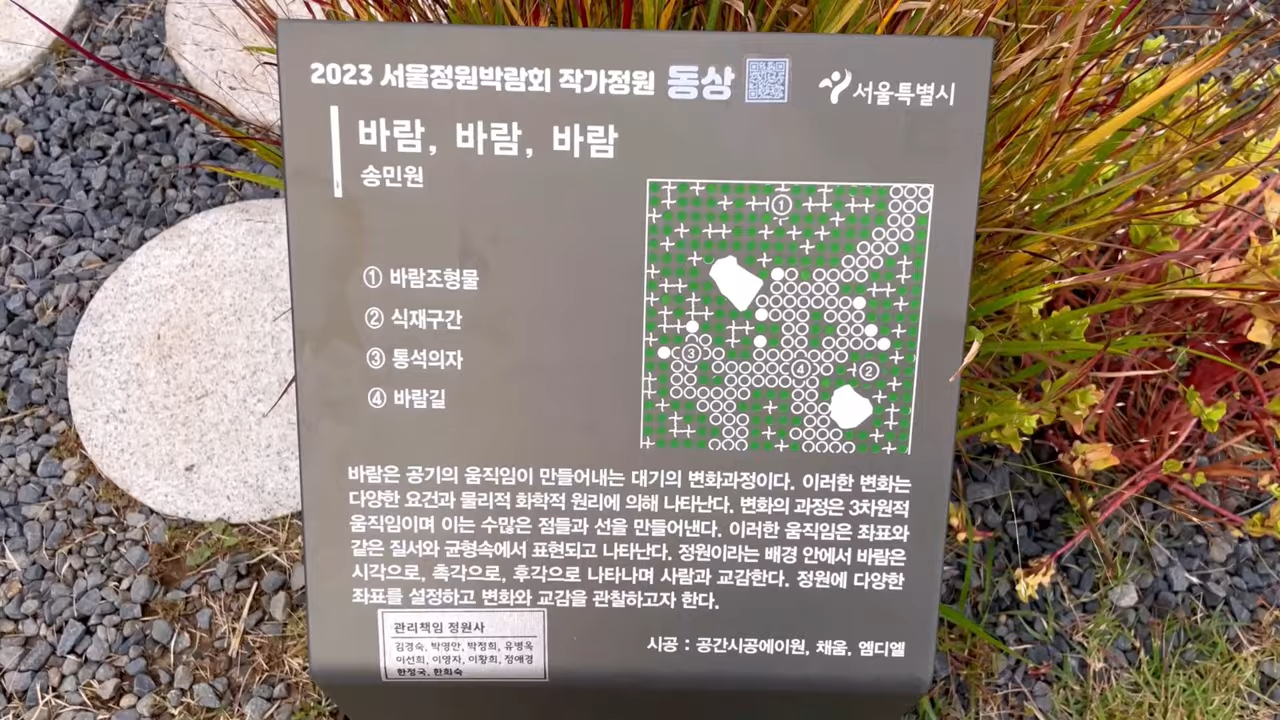 2023 서울정원박람회 작가정원 동상
서울특별시
바람, 바람, 바람
송민원
① 바람조형물
② 식재구간
③ 통석의자
④ 바람길
①
③
④
②
바람은 공기의 움직임이 만들어내는 대기의 변화과정이다. 이러한 변화는
다양한 요건과 물리적 화학적 원리에 의해 나타난다. 변화의 과정은 3차원적
움직임이며 이는 수많은 점들과 선을 만들어낸다. 이러한 움직임은 좌표와
같은 질서와 균형속에서 표현되고 나타난다. 정원이라는 배경 안에서 바람은
시각으로, 촉각으로, 후각으로 나타나며 사람과 교감한다. 정원에 다양한
좌표를 설정하고 변화와 교감을 관찰하고자 한다.
관리책임 정원사
김경숙, 박영안, 박정희, 유병옥
이선희, 이영자, 이황희, 정애경
한정국, 한희숙
시공 : 공간시공에이원, 채움, 엠디엘